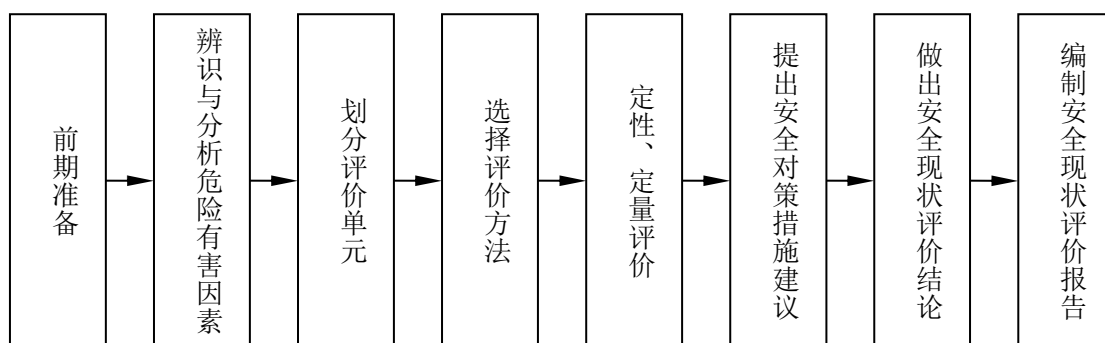 前期准备
辨识与分析危险有害因素
划分评价单元
选择评价方法
定性、定量评价
提出安全对策措施建议
做出安全现状评价结论
编制安全现状评价报告